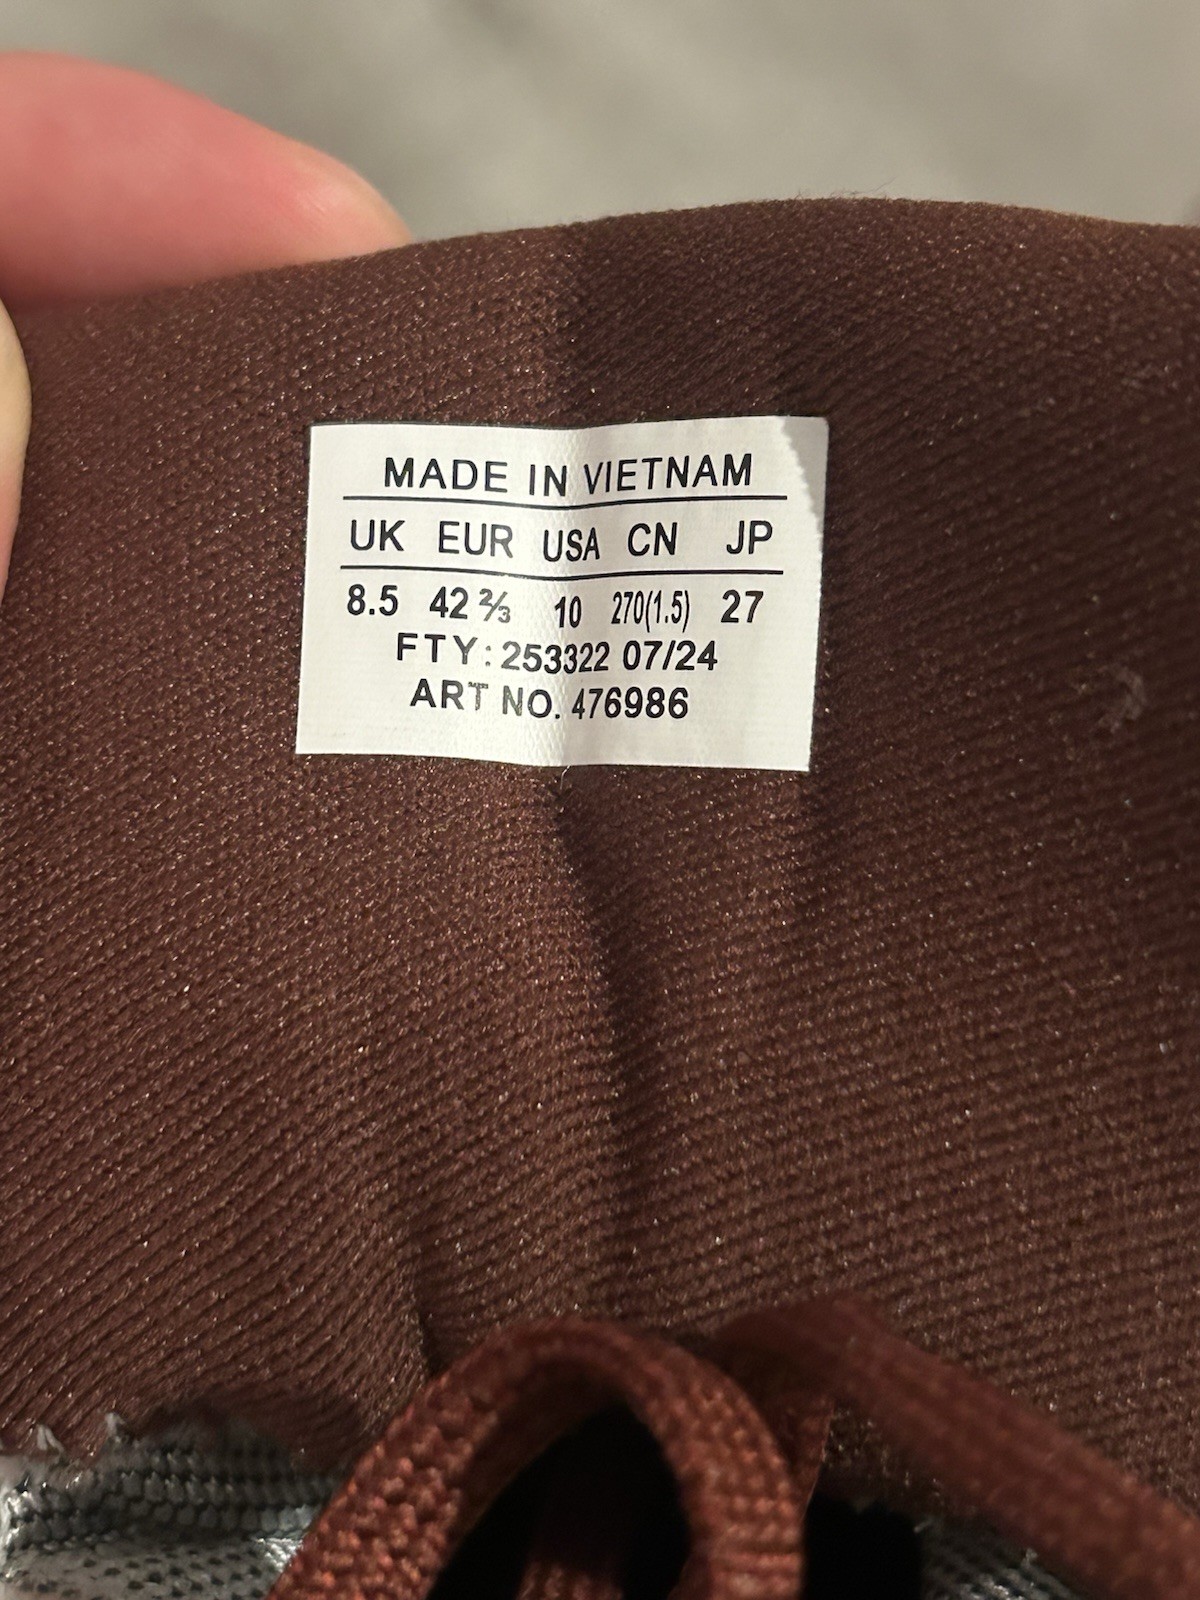 MADE IN VIETNAM
UK EUR USA CN JP
8.5 42 ⅔ 10 270(1.5) 27
FTY: 253322 07/24
ART NO. 476986